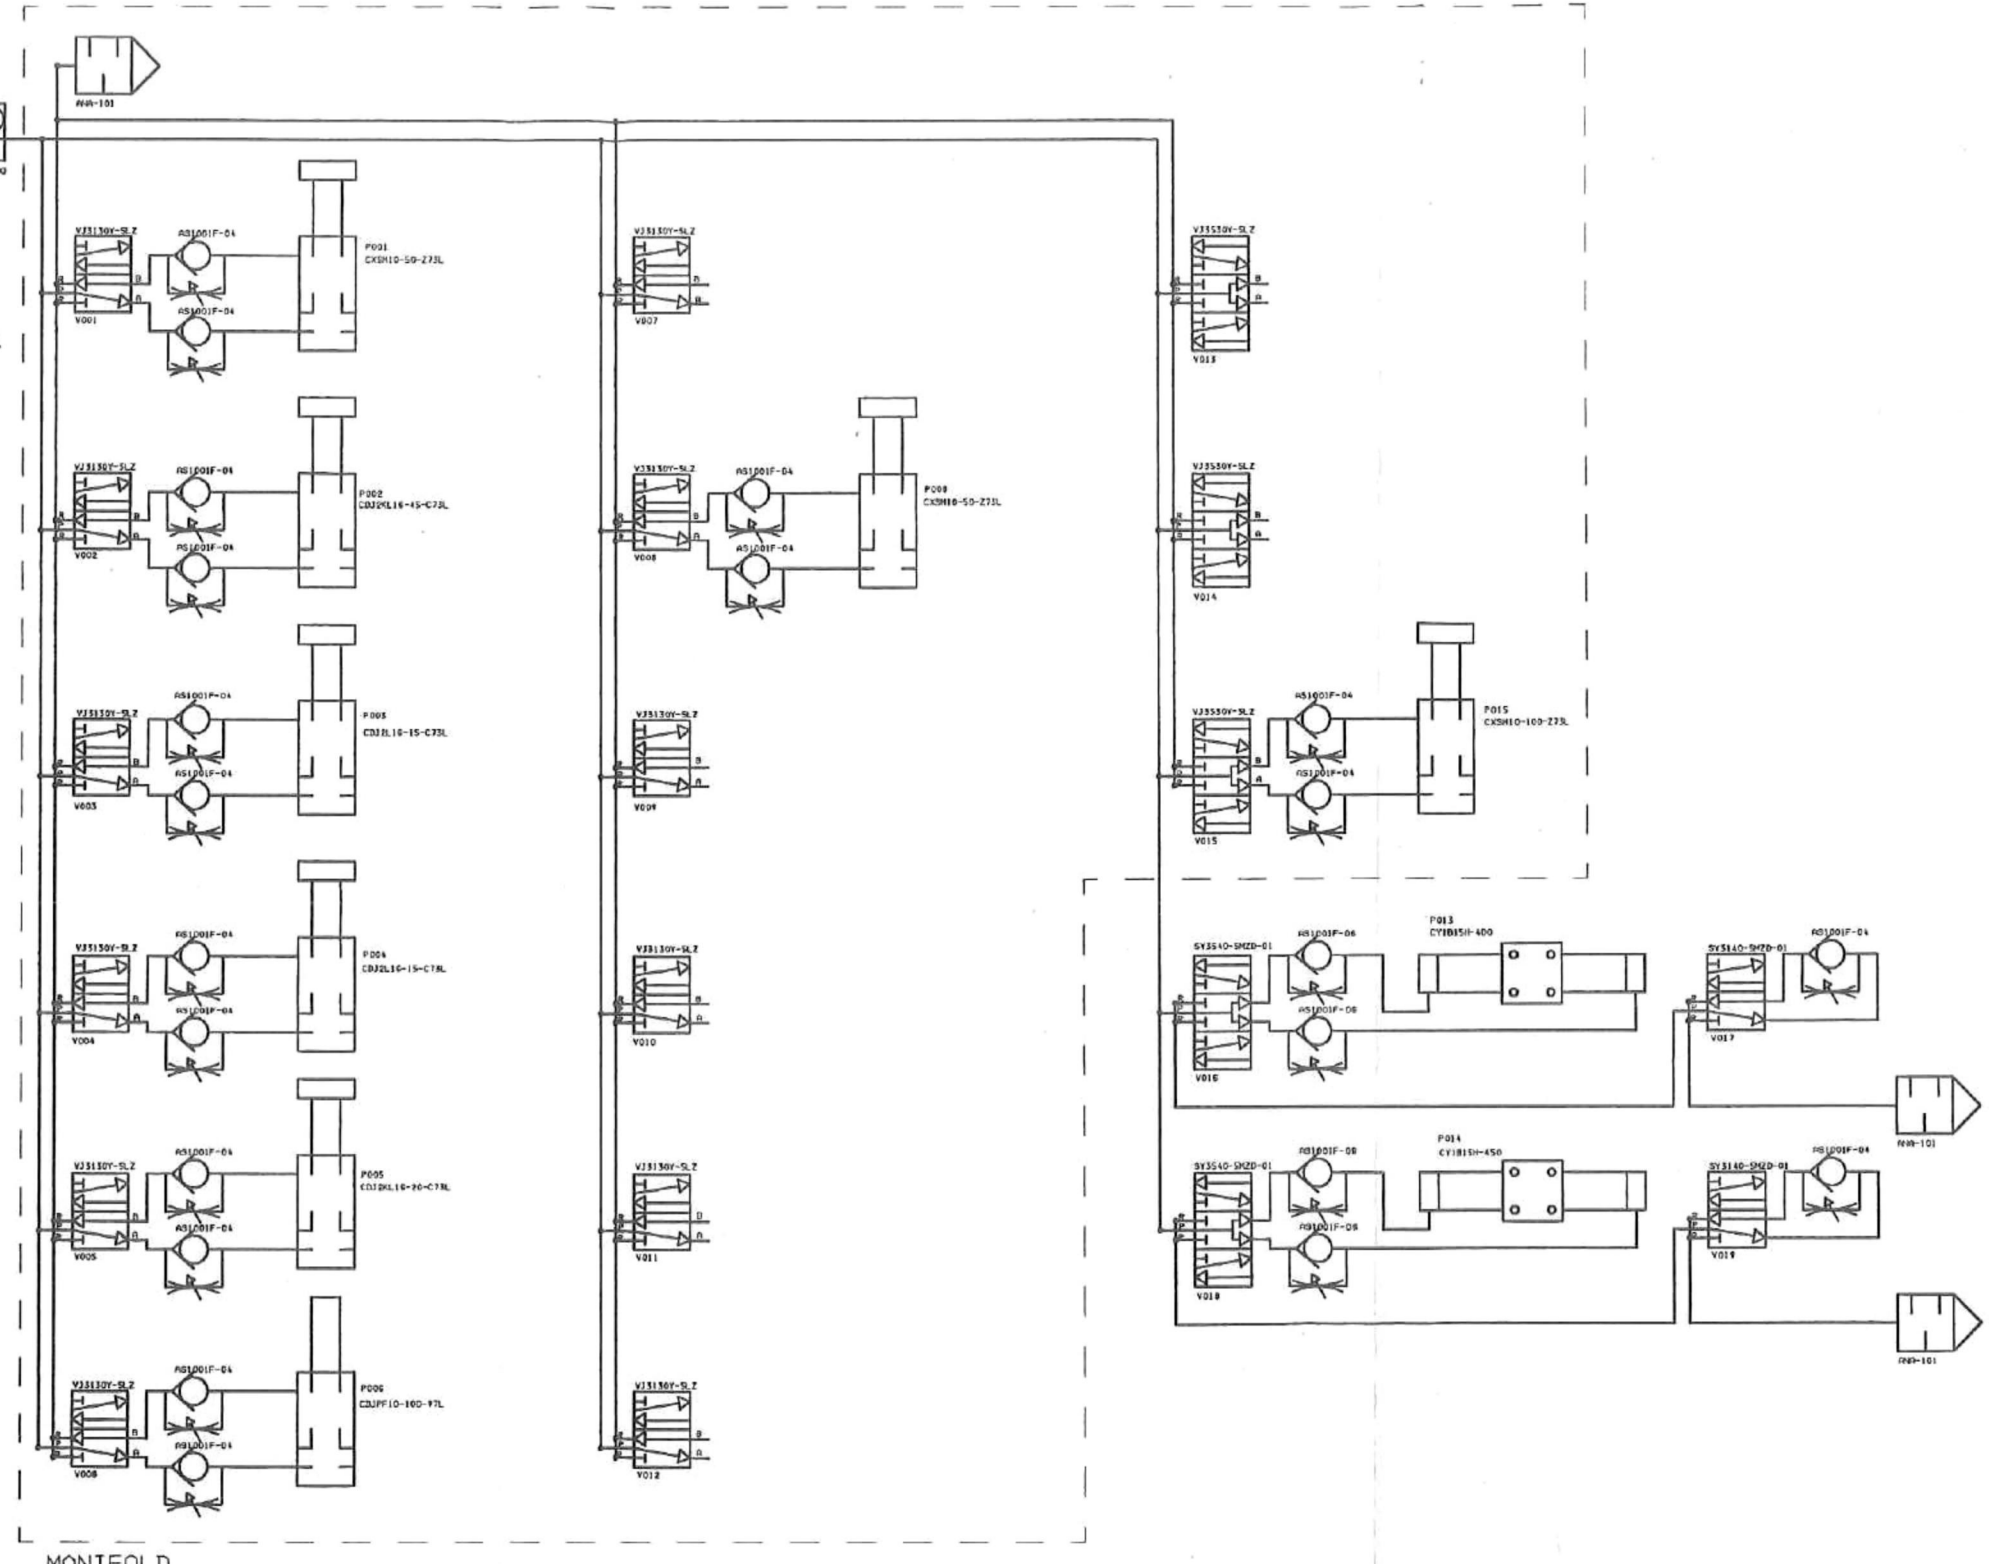 ANA-101
VJ3130Y-5LZ
AS1001F-04
P001
CXSM10-50-Z73L
AS1001F-04
V001
VJ3130Y-5LZ
AS1001F-04
P002
CDJ2KL16-45-C73L
AS1001F-04
V002
VJ3130Y-5LZ
AS1001F-04
P003
CDJ2L16-15-C73L
AS1001F-04
V003
VJ3130Y-5LZ
AS1001F-04
P004
CDJ2L16-15-C73L
AS1001F-04
V004
VJ3130Y-5LZ
AS1001F-04
P005
CDJ2KL16-20-C73L
AS1001F-04
V005
VJ3130Y-5LZ
AS1001F-04
P006
AS1001F-04
V006
VJ3130Y-5LZ
V007
VJ3130Y-5LZ
AS1001F-04
P008
CXSM10-50-Z73L
AS1001F-04
V008
VJ3130Y-5LZ
V009
VJ3130Y-5LZ
V010
VJ3130Y-5LZ
V011
VJ3130Y-5LZ
V012
VJ3530Y-5LZ
B
A
V013
VJ3530Y-5LZ
B
A
V014
VJ3530Y-5LZ
AS1001F-04
P015
CXSM10-100-Z73L
AS1001F-04
V015
SY3540-5MZD-01
AS1001F-06
P013
CY1B15H-400
AS1001F-06
V016
SY3140-5MZD-01
AS1001F-04
V017
ANA-101
SY3540-5MZD-01
AS1001F-06
P014
CY1B15H-450
AS1001F-06
V018
SY3140-5MZD-01
AS1001F-04
V019
ANA-101
MONIFOLD